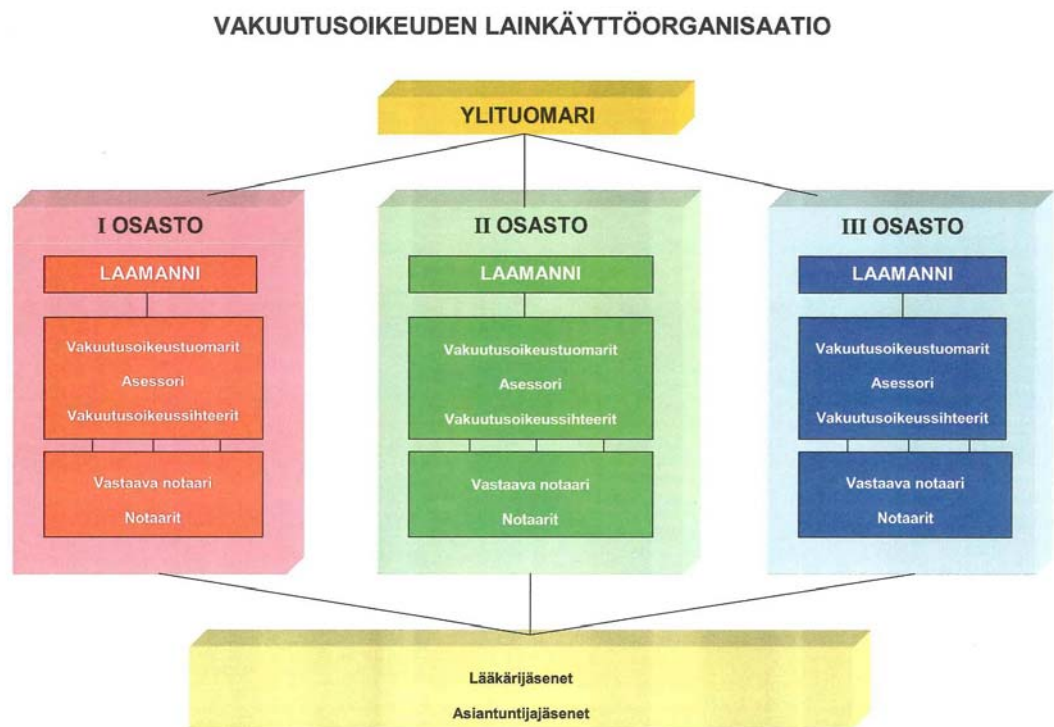 VAKUUTUSOIKEUDEN LAINKÄYTTÖORGANISAATIO
YLITUOMARI
I OSASTO
LAAMANNI
Vakuutusoikeustuomarit
Asessori
Vakuutusoikeussihteerit
Vastaava notaari
Notaarit
II OSASTO
LAAMANNI
Vakuutusoikeustuomarit
Asessori
Vakuutusoikeussihteerit
Vastaava notaari
Notaarit
III OSASTO
LAAMANNI
Vakuutusoikeustuomarit
Asessori
Vakuutusoikeussihteerit
Vastaava notaari
Notaarit
Lääkärijäsenet
Asiantuntijajäsenet